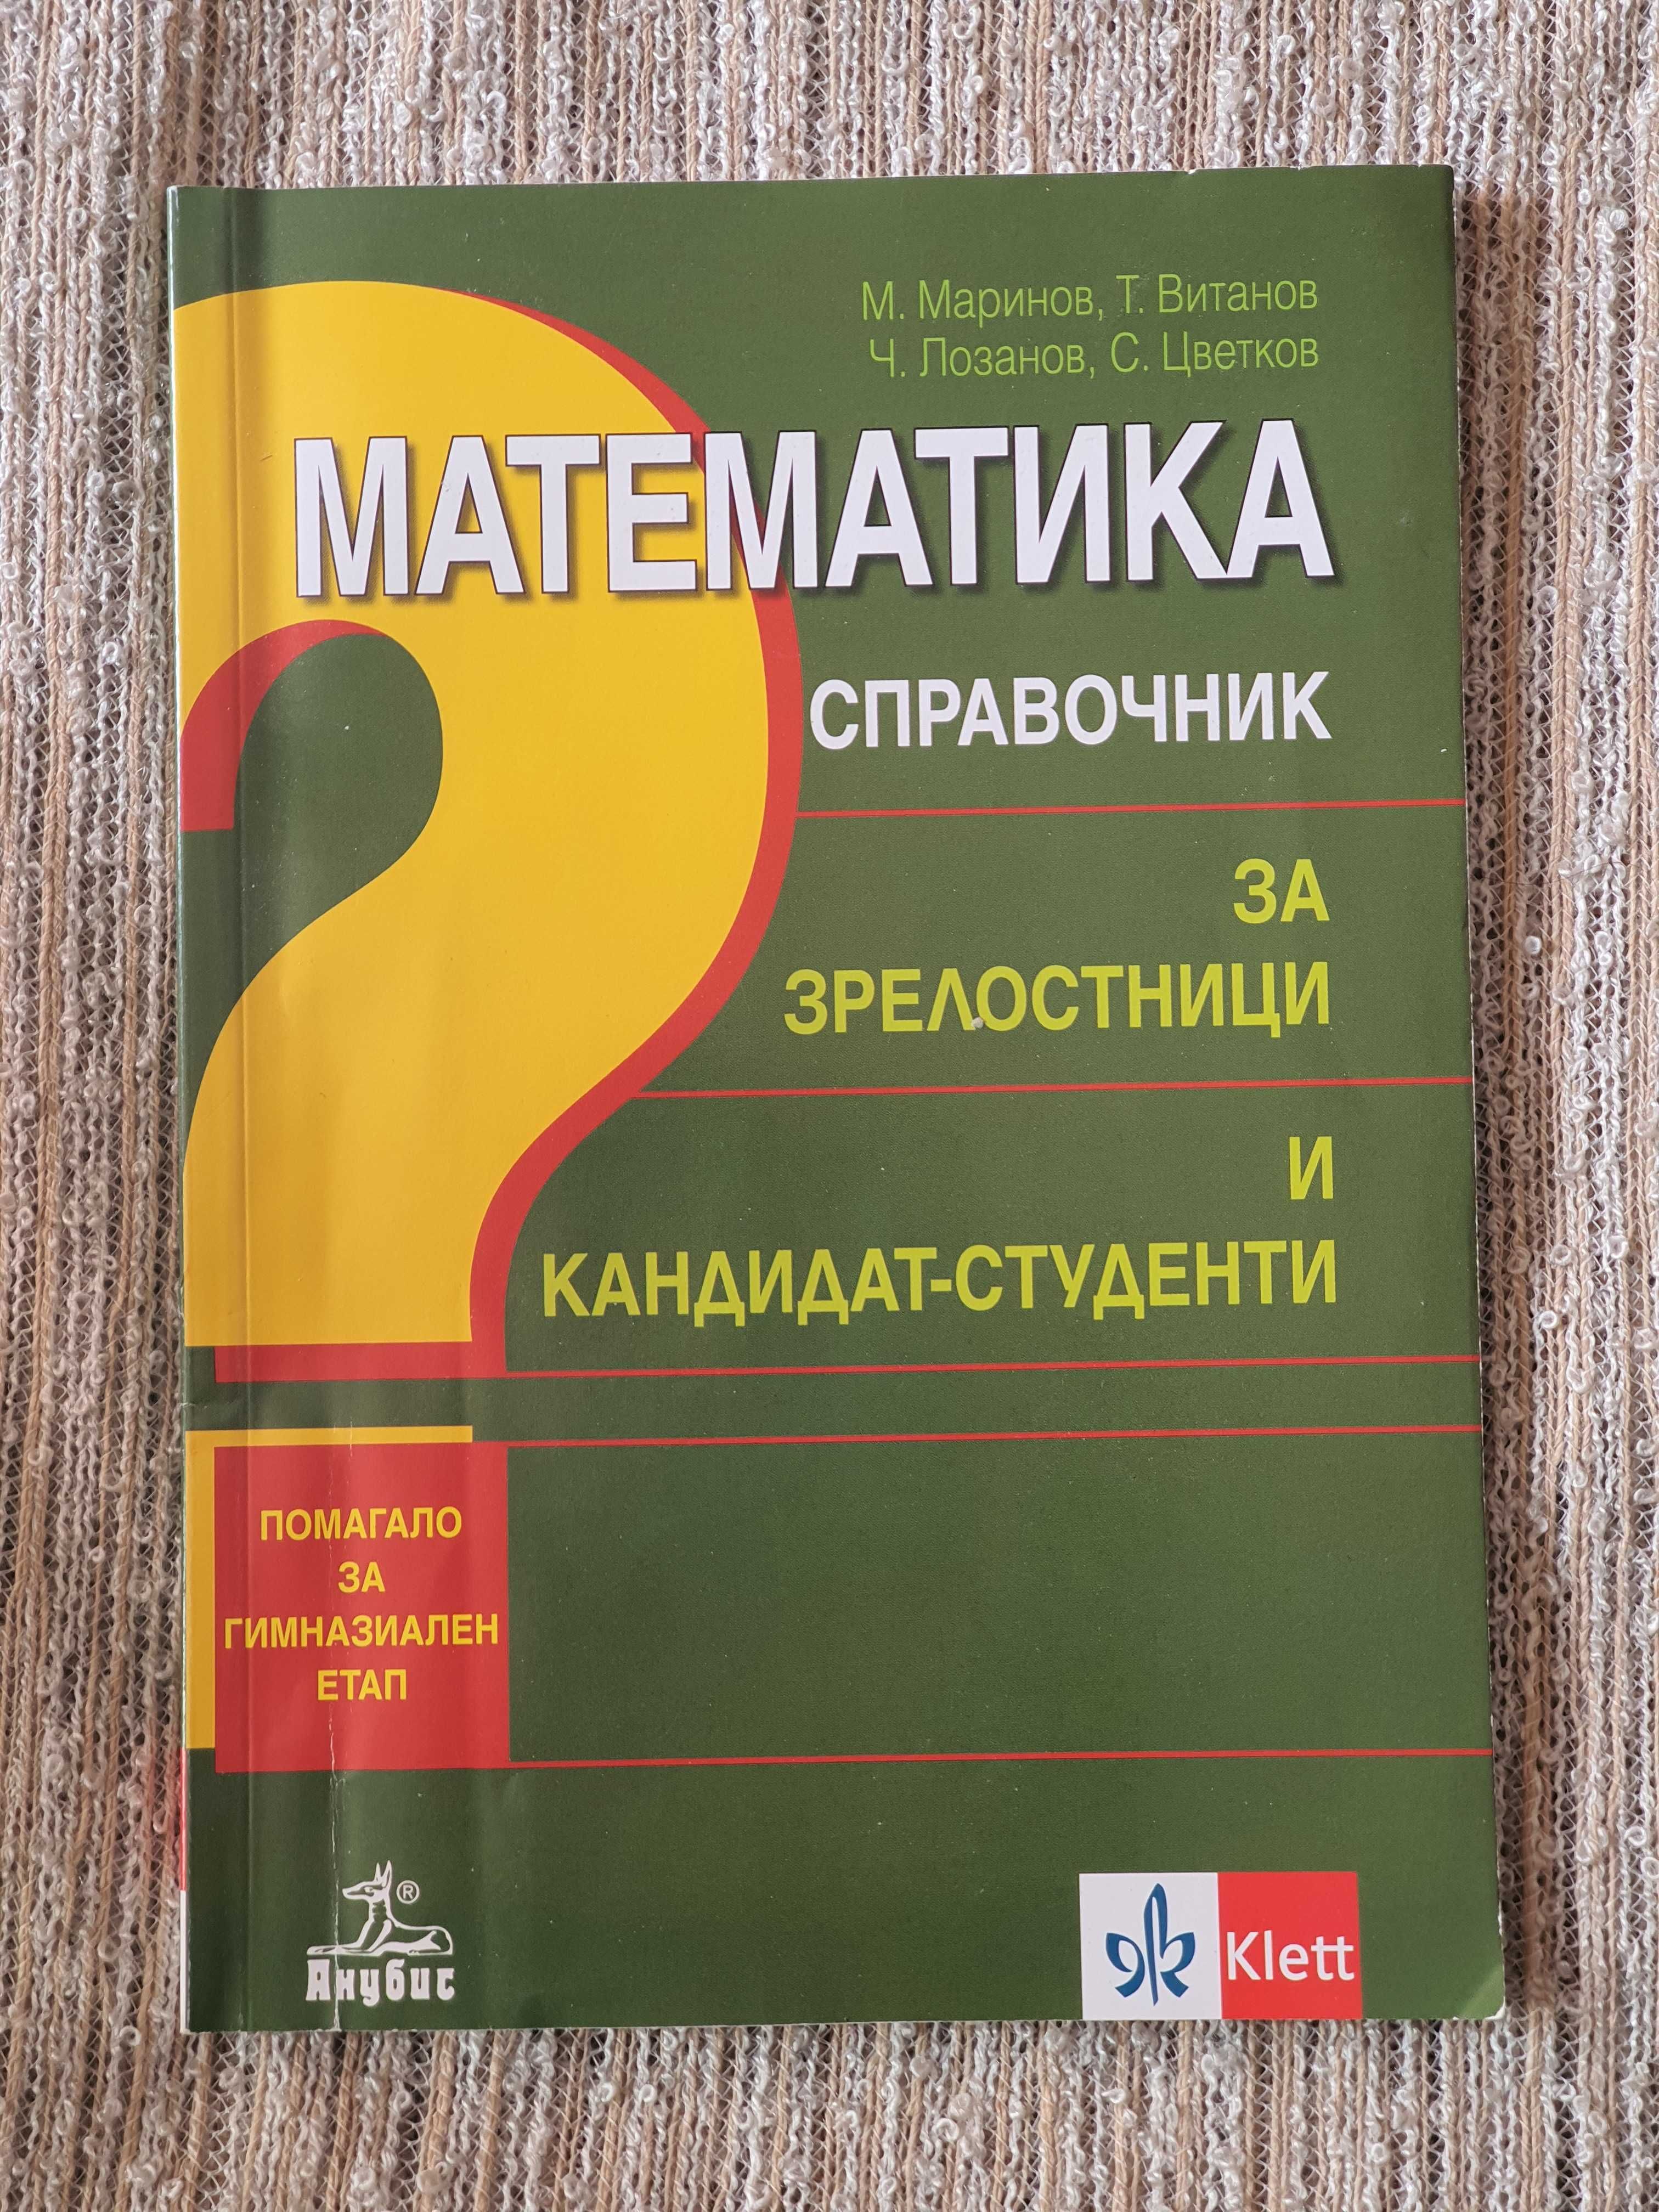 М. Маринов, Т. Витанов
Ч. Лозанов, С. Цветков
МАТЕМАТИКА
СПРАВОЧНИК
ЗА
ЗРЕЛОСТНИЦИ
И
КАНДИДАТ-СТУДЕНТИ
ПОМАГАЛО
ЗА
ГИМНАЗИАЛЕН
ЕТАП
®
Анубис
Klett